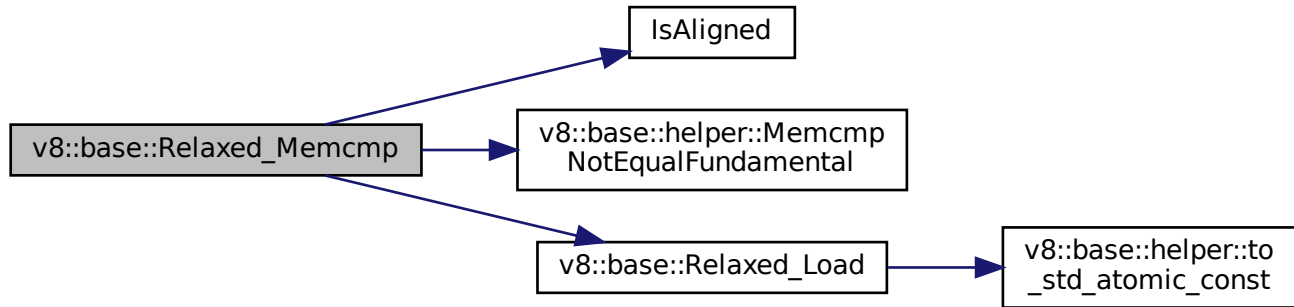 IsAligned
v8::base::Relaxed_Memcmp
v8::base::helper::Memcmp
NotEqualFundamental
v8::base::Relaxed_Load
v8::base::helper::to
_std_atomic_const